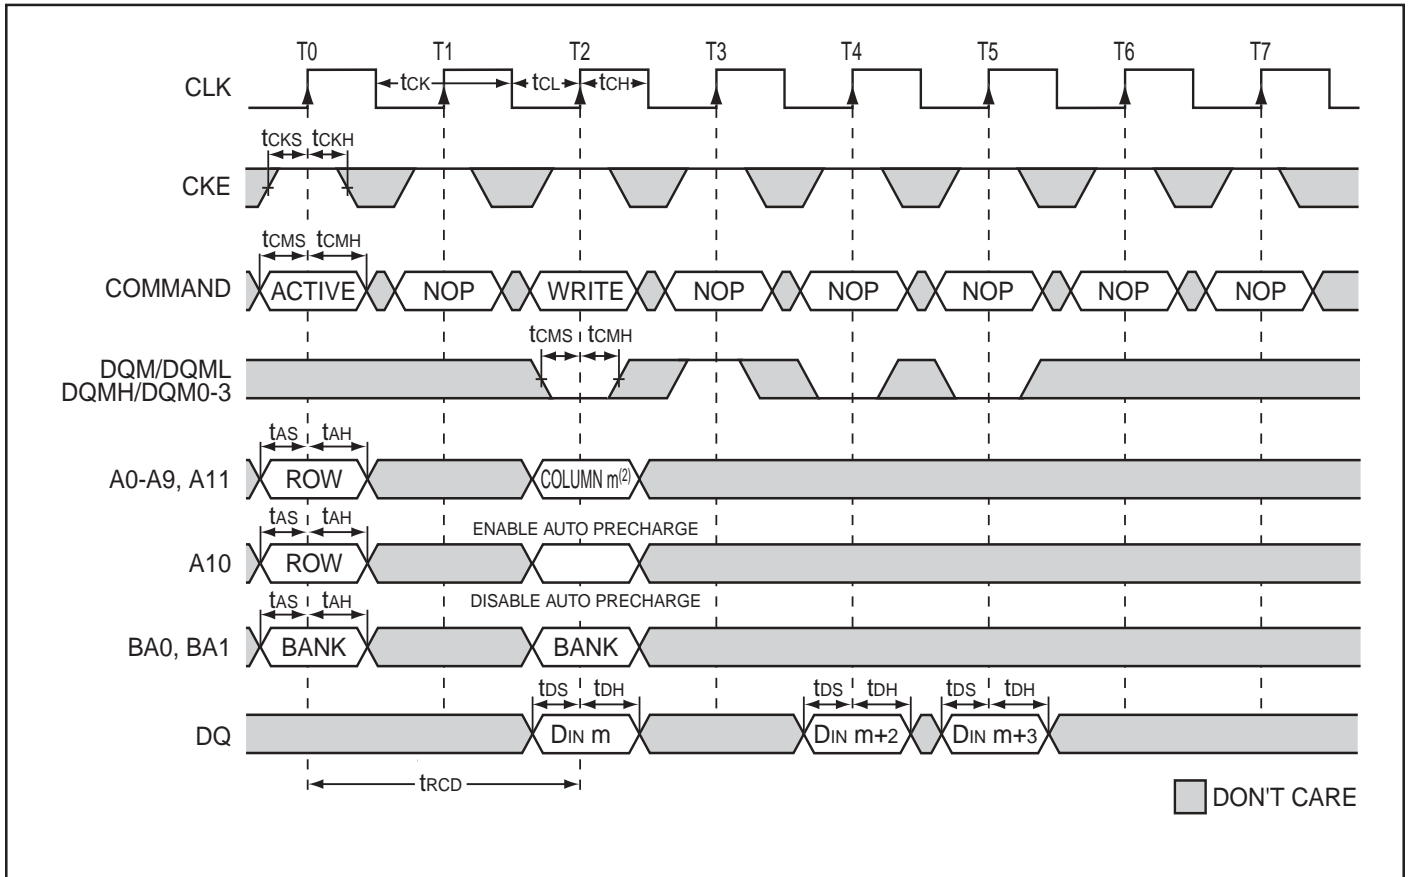 T0 T1 T2 T3 T4 T5 T6 T7
CLK tCK tCL tCH
tCKS tCKH
CKE
tCMS tCMH
COMMAND ACTIVE NOP WRITE NOP NOP NOP NOP NOP
tCMS tCMH
DQM/DQML
DQMH/DQM0-3
tAS tAH
A0-A9, A11 ROW COLUMN m(2)
tAS tAH ENABLE AUTO PRECHARGE
A10 ROW
tAS tAH DISABLE AUTO PRECHARGE
BA0, BA1 BANK BANK
tDS tDH tDS tDH tDS tDH
DQ DIN m DIN m+2 DIN m+3
tRCD
DON'T CARE